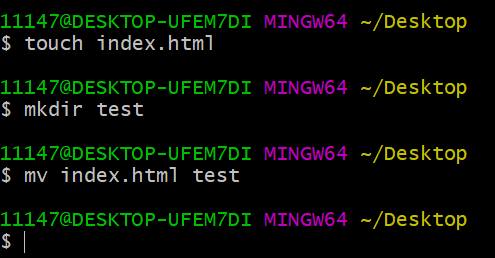 11147@DESKTOP-UFEM7DI MINGW64 ~/Desktop
$ touch index.html
11147@DESKTOP-UFEM7DI MINGW64 ~/Desktop
$ mkdir test
11147@DESKTOP-UFEM7DI MINGW64 ~/Desktop
$ mv index.html test
11147@DESKTOP-UFEM7DI MINGW64 ~/Desktop
$